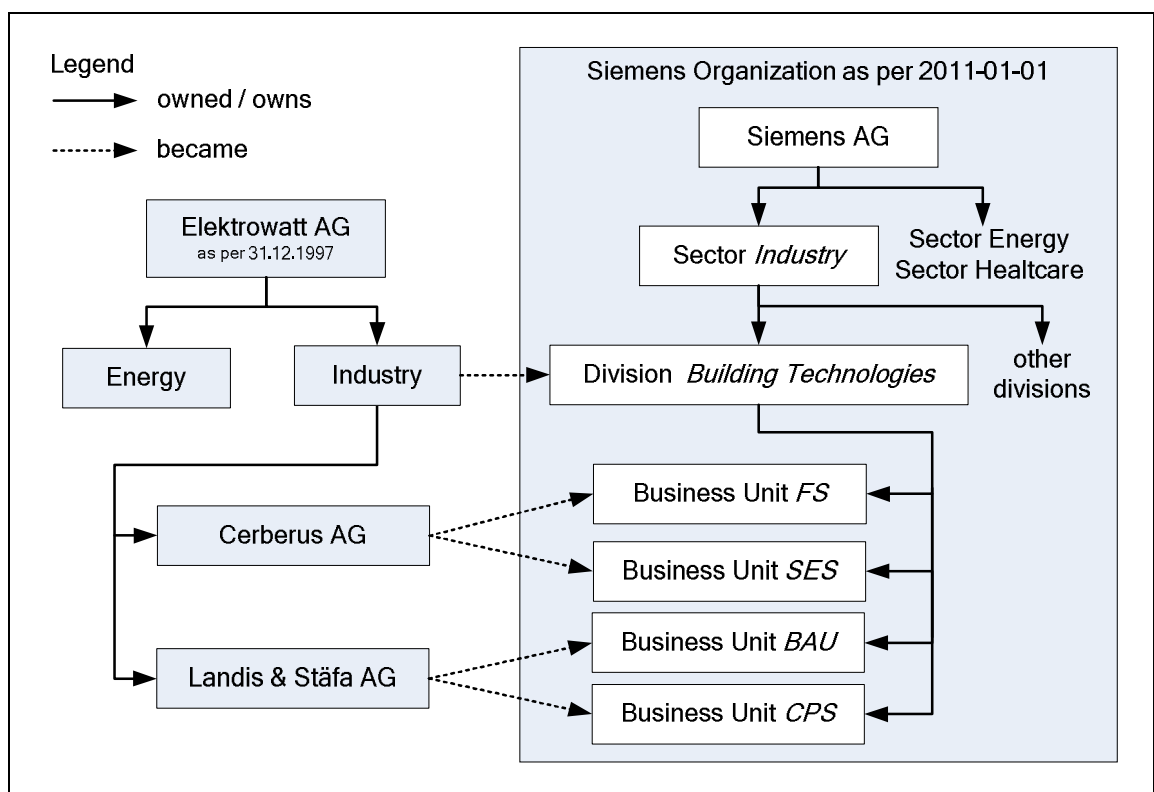 Legend
owned / owns
became
Elektrowatt AG
as per 31.12.1997
Energy
Industry
Cerberus AG
Landis & Stäfa AG
Siemens Organization as per 2011-01-01
Siemens AG
Sector Industry
Sector Energy
Sector Healtcare
Division Building Technologies
other
divisions
Business Unit FS
Business Unit SES
Business Unit BAU
Business Unit CPS